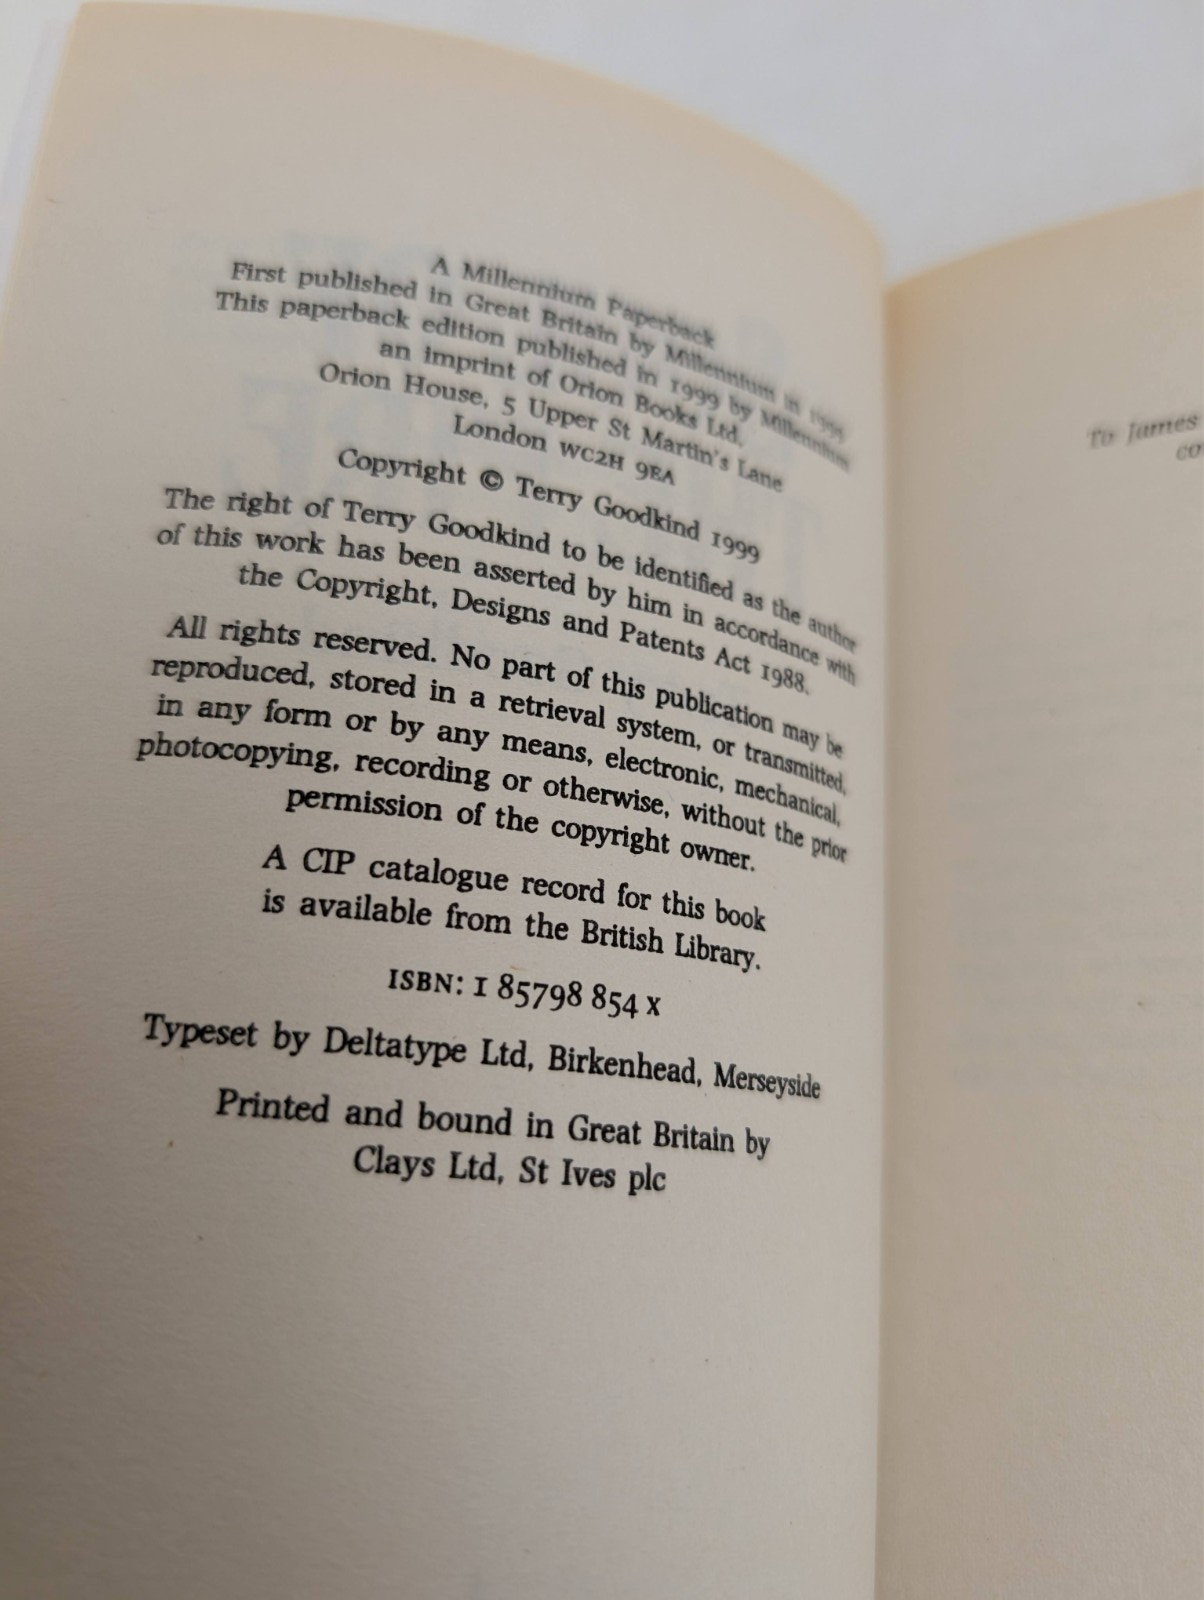 A Millennium Paperback
First published in Great Britain by Millennium in 1999
This paperback edition published in 1999 by Millennium
an imprint of Orion Books Ltd,
Orion House, 5 Upper St Martin's Lane
London WC2H 9EA
Copyright © Terry Goodkind 1999
The right of Terry Goodkind to be identified as the author
of this work has been asserted by him in accordance with
the Copyright, Designs and Patents Act 1988.
All rights reserved. No part of this publication may be
reproduced, stored in a retrieval system, or transmitted,
in any form or by any means, electronic, mechanical,
photocopying, recording or otherwise, without the prior
permission of the copyright owner.
A CIP catalogue record for this book
is available from the British Library.
ISBN: 1 85798 854 X
Typeset by Deltatype Ltd, Birkenhead, Merseyside
Printed and bound in Great Britain by
Clays Ltd, St Ives plc
To James